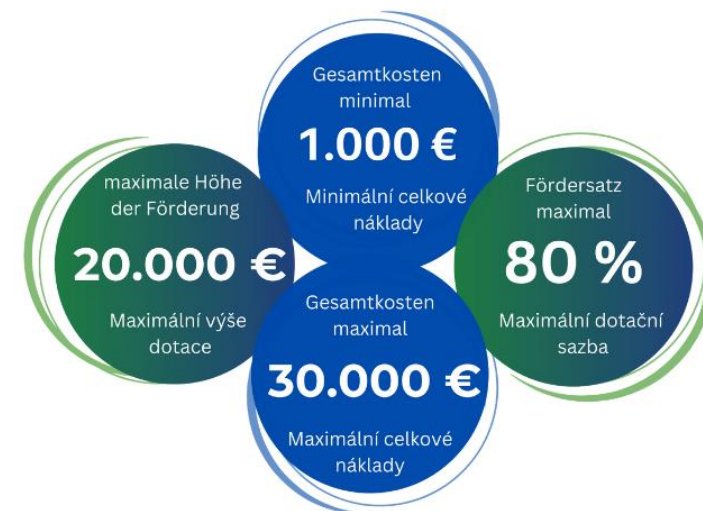 Gesamtkosten
minimal
1.000 €
Minimální celkové
náklady
maximale Höhe
der Förderung
20.000 €
Maximální výše
dotace
Fördersatz
maximal
80 %
Maximální dotační
sazba
Gesamtkosten
maximal
30.000 €
Maximální celkové
náklady